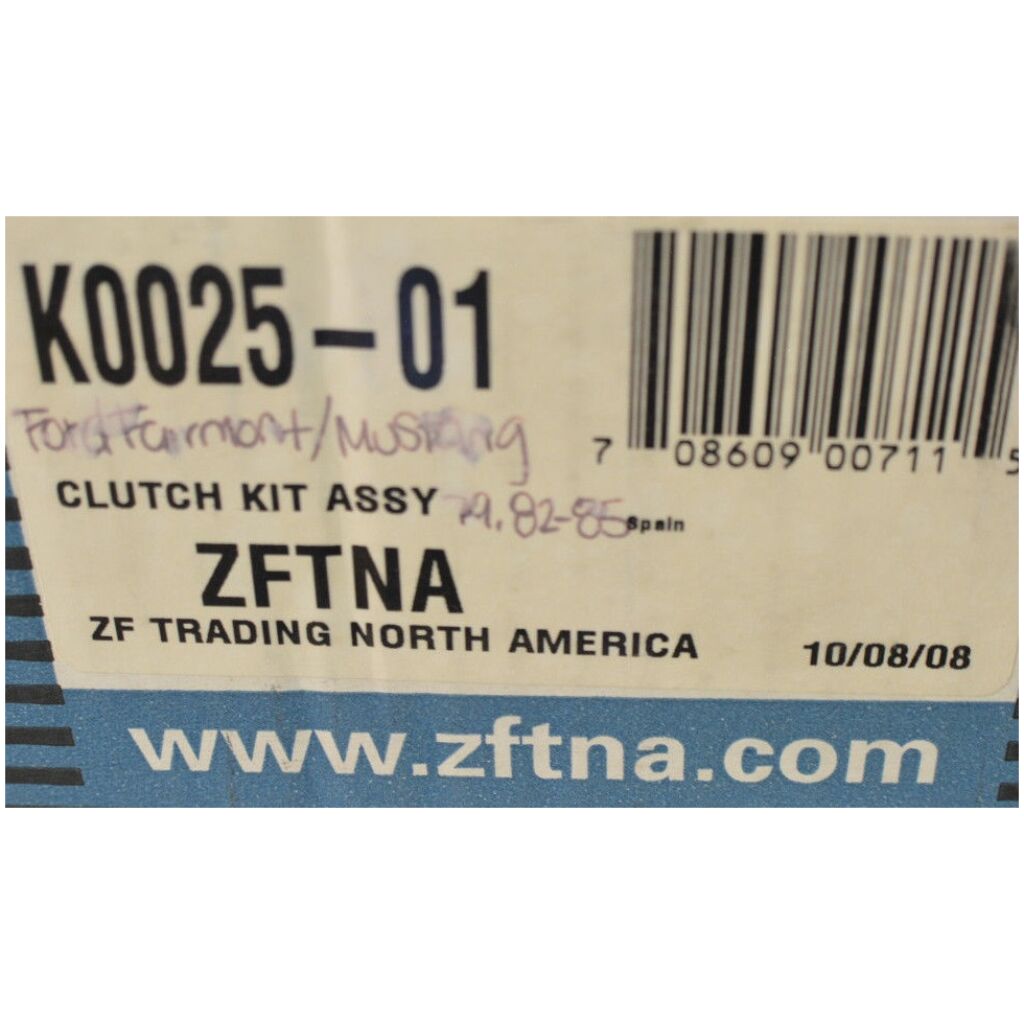 K0025-01
Ford Fairmont/Mustang
7 08609 00711 5
CLUTCH KIT ASSY 79, 82-85 Spain
ZFTNA
ZF TRADING NORTH AMERICA
10/08/08
www.zftna.com